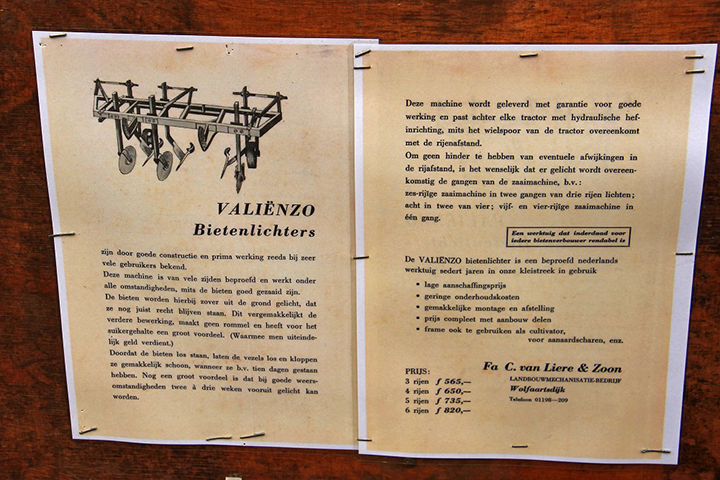 VALIËNZO
Bietenlichters
zijn door goede constructie en prima werking reeds bij zeer
vele gebruikers bekend.
Deze machine is van vele zijden beproefd en werkt onder
alle omstandigheden, mits de bieten goed gezaaid zijn.
De bieten worden hierbij zover uit de grond gelicht, dat
ze nog juist recht blijven staan. Dit vergemakkelijkt de
verdere bewerking, maakt geen rommel en heeft voor het
suikergehalte een groot voordeel. (Waarmee men uiteinde-
lijk geld verdient.)
Doordat de bieten los staan, laten de vezels los en kloppen
ze gemakkelijk schoon, wanneer ze b.v. tien dagen gestaan
hebben. Nog een groot voordeel is dat bij goede weers-
omstandigheden twee à drie weken vooruit gelicht kan
worden.
Deze machine wordt geleverd met garantie voor goede
werking en past achter elke tractor met hydraulische hef-
inrichting, mits het wielspoor van de tractor overeenkomt
met de rijenafstand.
Om geen hinder te hebben van eventuele afwijkingen in
de rijafstand, is het wenselijk dat er gelicht wordt overeen-
komstig de gangen van de zaaimachine, b.v.:
zes-rijïge zaaimachine in twee gangen van drie rijen lichten;
acht in twee van vier; vijf- en vier-rijïge zaaimachine in
één gang.
Een werktuig dat inderdaad voor
iedere bietenverbouwer rendabel is
De VALIËNZO bietenlichter is een beproefd nederlands
werktuig sedert jaren in onze kleistreek in gebruik
• lage aanschaffingsprijs
• geringe onderhoudskosten
• gemakkelijke montage en afstelling
• prijs compleet met aanbouw delen
• frame ook te gebruiken als cultivator,
voor aanaardscharen, enz.
PRIJS:
3 rijen f 565,—
4 rijen f 650,—
5 rijen f 735,—
6 rijen f 820,—
Fa C. van Liere & Zoon
LANDBOUWMECHANISATIE-BEDRIJF
Wolfaartsdijk
Telefoon 01198-209